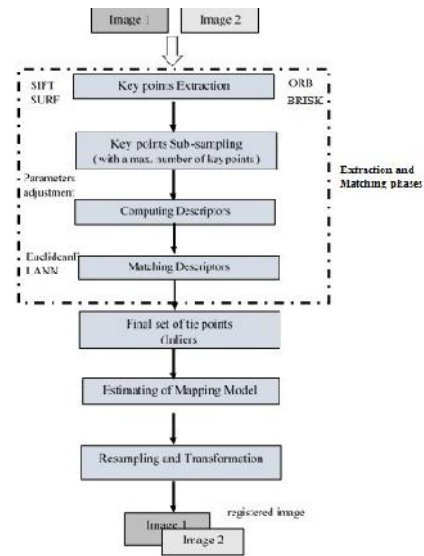 Image 1
Image 2
SIFT
SURF
Key points Extraction
ORB
BRISK
Key points Sub-sampling
(with a max. number of key points)
Parameters
adjustment
Extraction and
Matching phases
Computing Descriptors
Matching Descriptors
Final set of tie points
Estimating of Mapping Model
Resampling and Transformation
registered image
Image 1
Image 2